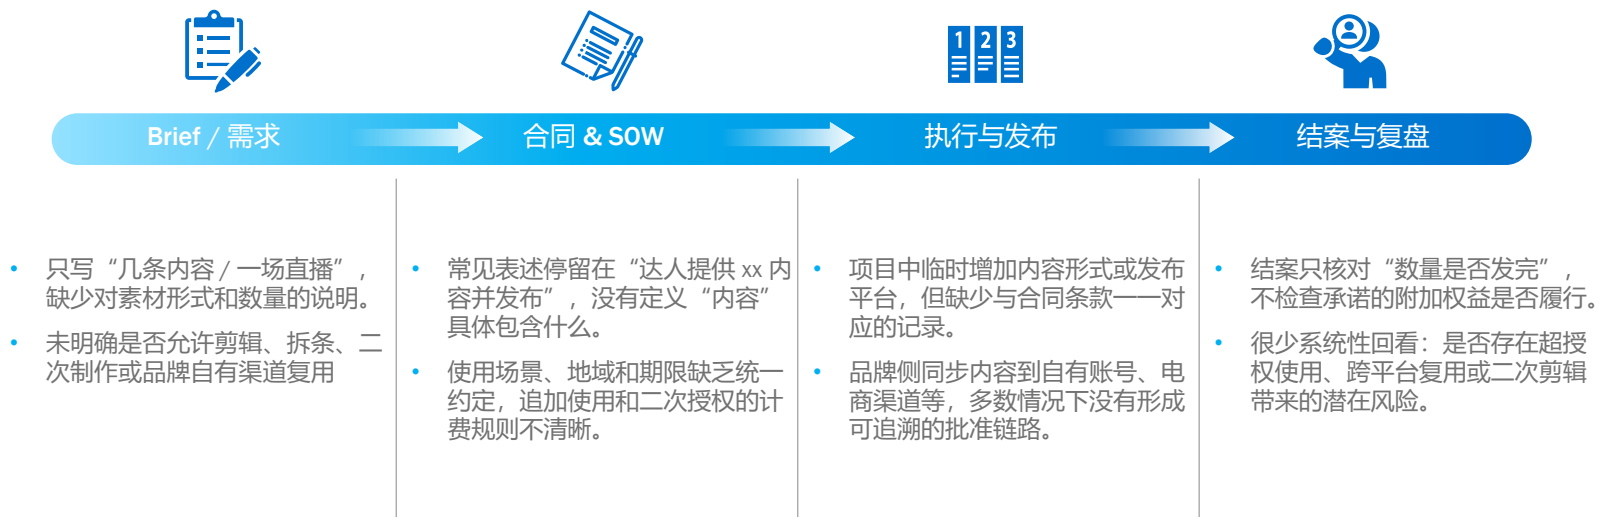 1 2 3
Brief / 需求
合同 & SOW
执行与发布
结案与复盘
• 只写“几条内容 / 一场直播”，
缺少对素材形式和数量的说明。
• 未明确是否允许剪辑、拆条、二
次制作或品牌自有渠道复用
• 常见表述停留在“达人提供 xx 内
容并发布”，没有定义“内容”
具体包含什么。
• 使用场景、地域和期限缺乏统一
约定，追加使用和二次授权的计
费规则不清晰。
• 项目中临时增加内容形式或发布
平台，但缺少与合同条款一一对
应的记录。
• 品牌侧同步内容到自有账号、电
商渠道等，多数情况下没有形成
可追溯的批准链路。
• 结案只核对“数量是否发完”，
不检查承诺的附加权益是否履行。
• 很少系统性回看：是否存在超授
权使用、跨平台复用或二次剪辑
带来的潜在风险。